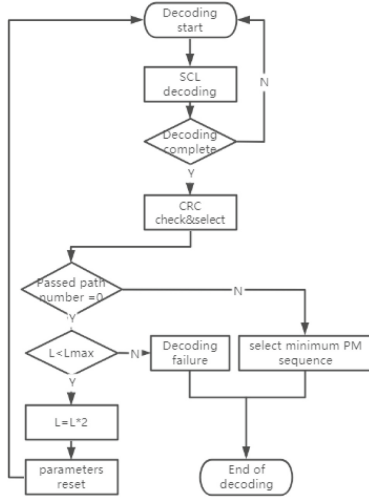 Decoding
start
SCL
decoding
N
Decoding
complete
Y
CRC
check&select
Passed path
number =0
N
Y
L<Lmax
N
Decoding
failure
select minimum PM
sequence
Y
L=L*2
parameters
reset
End of
decoding